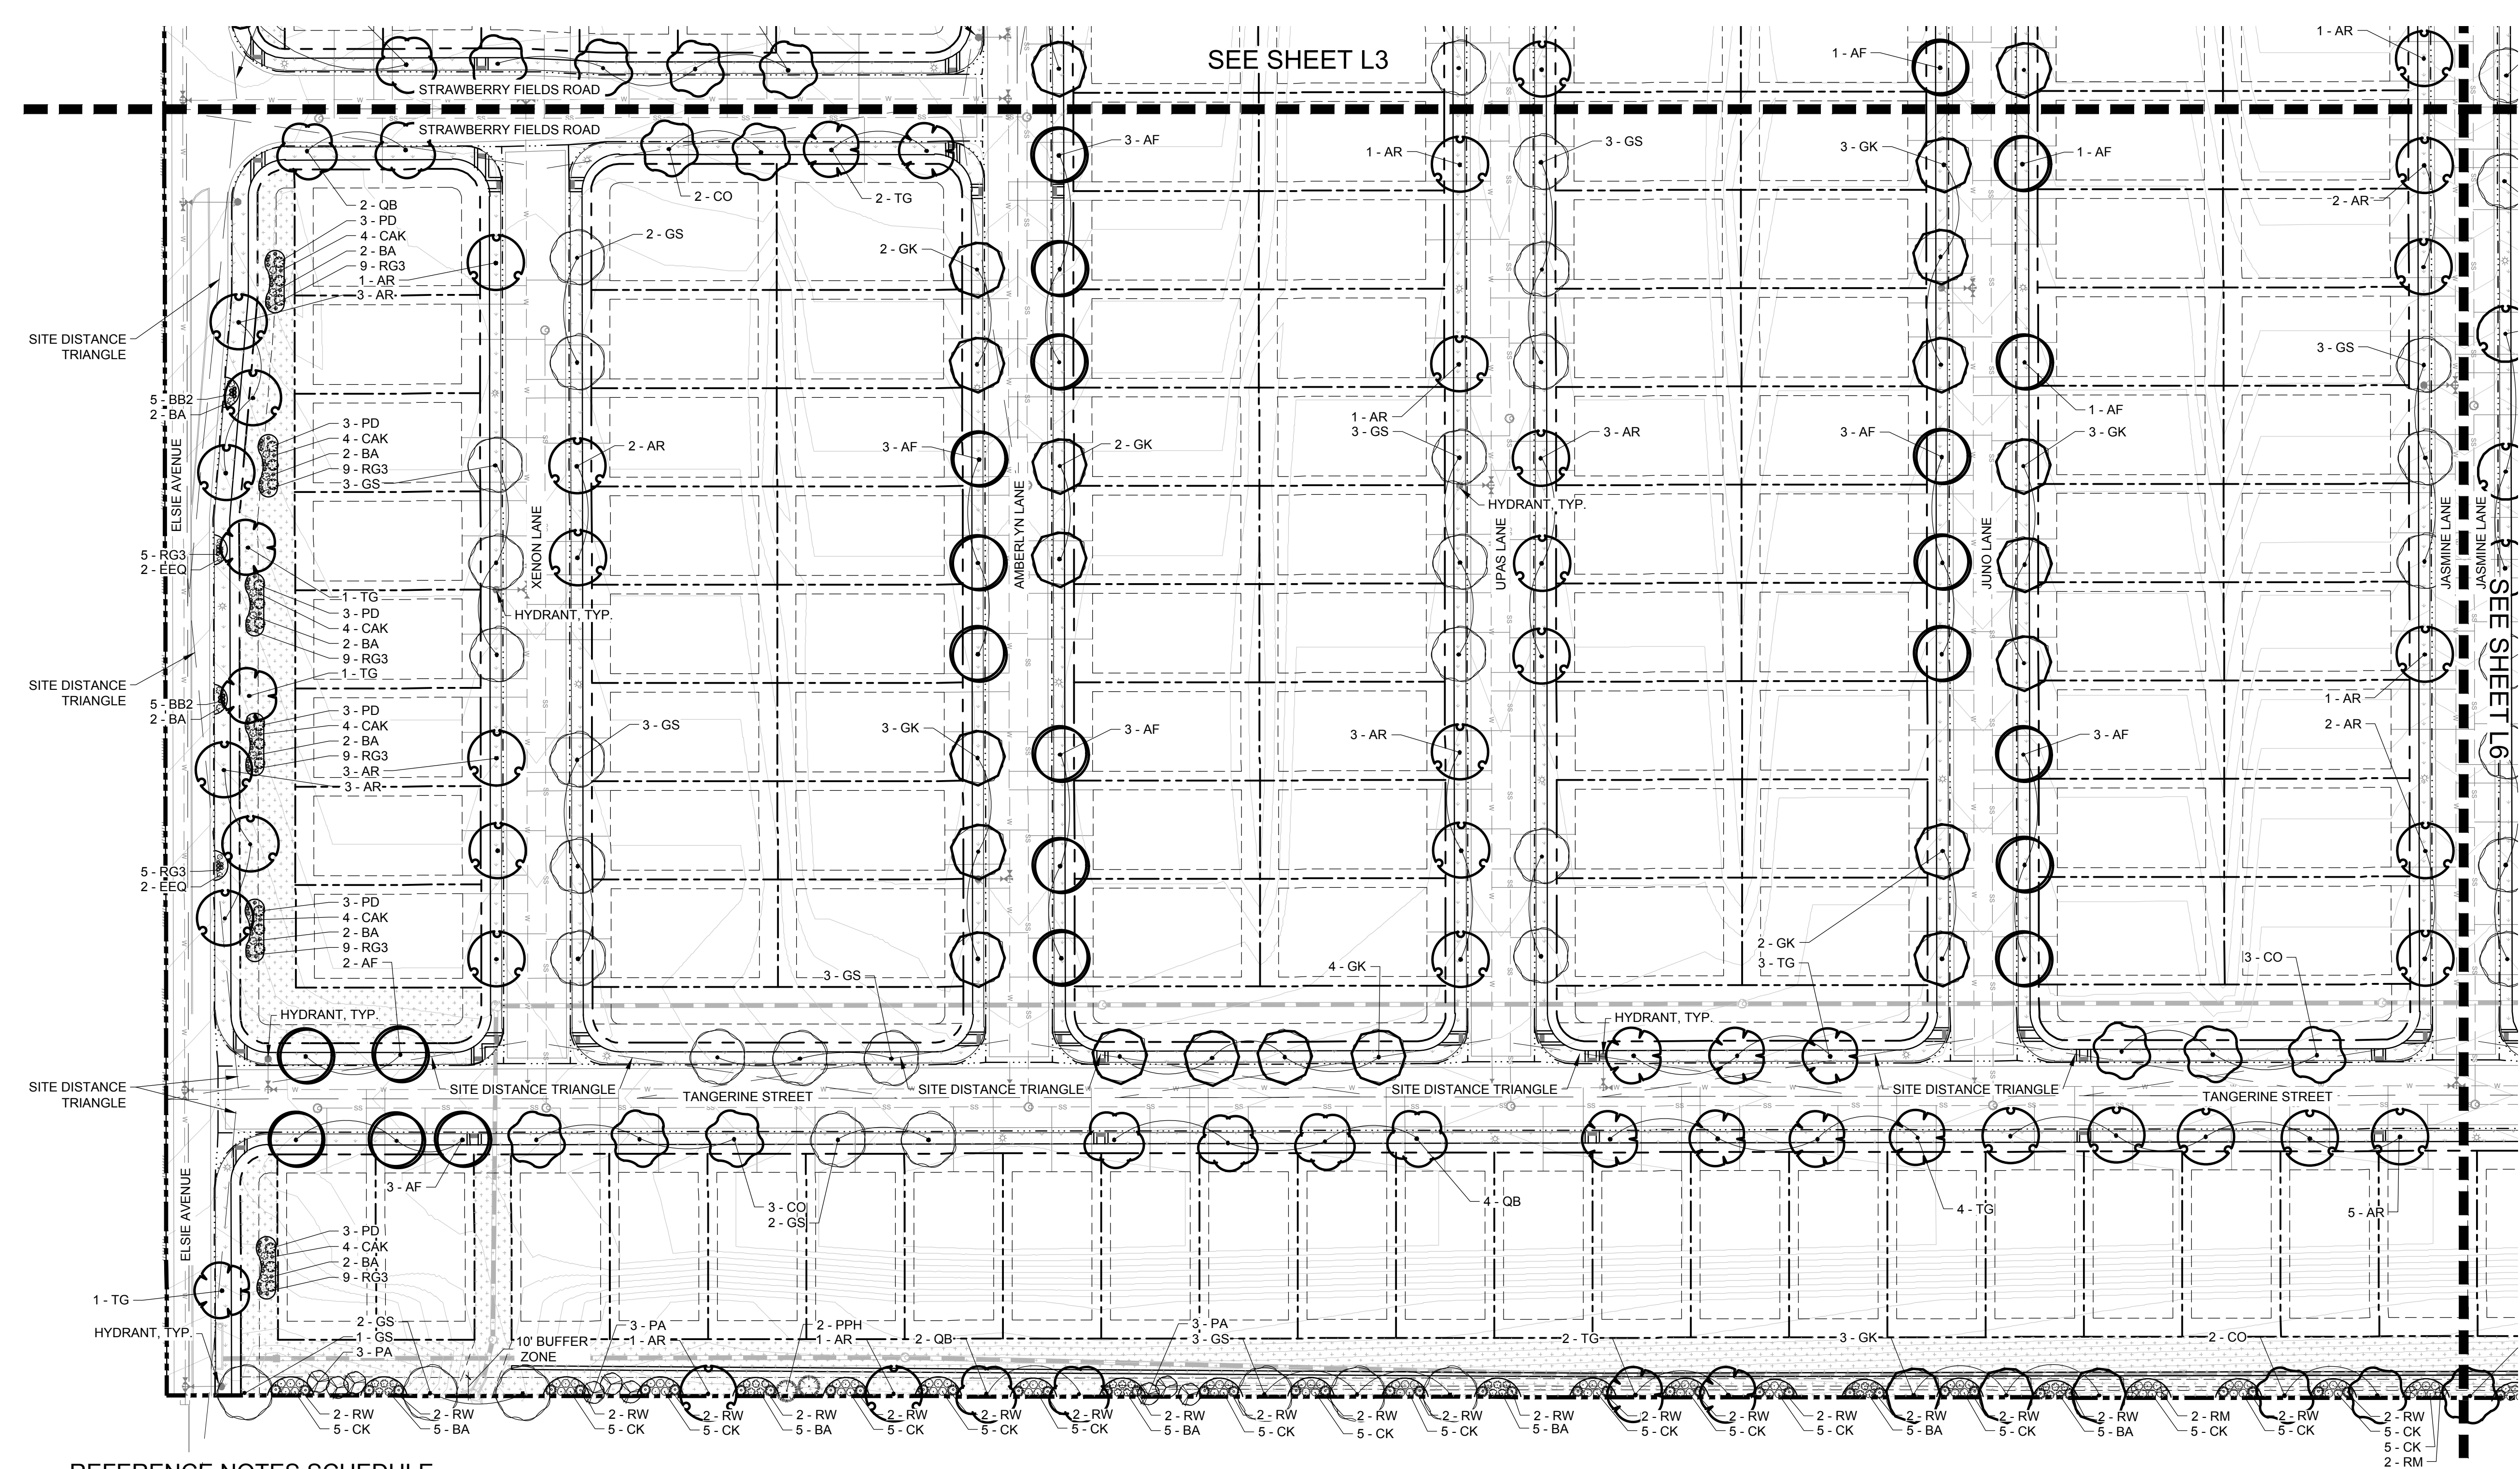 SEE SHEET L3
1 - AR
1 - AF
STRAWBERRY FIELDS ROAD
STRAWBERRY FIELDS ROAD
3 - AF
1 - AR
3 - GS
3 - GK
1 - AF
2 - AR
2 - CO
2 - TG
2 - QB
3 - PD
4 - CAK
2 - BA
9 - RG3
1 - AR
3 - AR
2 - GS
2 - GK
SITE DISTANCE
TRIANGLE
3 - GS
5 - BB2
2 - BA
ELSIE AVENUE
3 - PD
4 - CAK
2 - BA
9 - RG3
3 - GS
2 - AR
3 - AF
2 - GK
1 - AR
3 - GS
3 - AR
3 - AF
1 - AF
3 - GK
HYDRANT, TYP.
XENON LANE
AMBERLYN LANE
UPAS LANE
JUNO LANE
JASMINE LANE
JASMINE LANE
SEE SHEET L6
5 - RG3
2 - EEQ
1 - TG
3 - PD
4 - CAK
2 - BA
9 - RG3
1 - TG
HYDRANT, TYP.
SITE DISTANCE
TRIANGLE
5 - BB2
2 - BA
3 - PD
4 - CAK
2 - BA
9 - RG3
3 - AR
3 - AR
3 - GS
3 - GK
3 - AF
3 - AR
3 - AF
1 - AR
2 - AR
5 - RG3
2 - EEQ
3 - PD
4 - CAK
2 - BA
9 - RG3
2 - AF
3 - GS
4 - GK
2 - GK
3 - TG
3 - CO
HYDRANT, TYP.
HYDRANT, TYP.
SITE DISTANCE
TRIANGLE
SITE DISTANCE TRIANGLE
TANGERINE STREET
SITE DISTANCE TRIANGLE
SITE DISTANCE TRIANGLE
SITE DISTANCE TRIANGLE
TANGERINE STREET
ELSIE AVENUE
3 - AF
3 - CO
2 - GS
4 - QB
4 - TG
5 - AR
3 - PD
4 - CAK
2 - BA
9 - RG3
1 - TG
HYDRANT, TYP.
2 - GS
1 - GS
3 - PA
10' BUFFER
ZONE
3 - PA
1 - AR
2 - PPH
1 - AR
2 - QB
3 - PA
3 - GS
2 - TG
3 - GK
2 - CO
2 - RW
5 - CK
2 - RW
5 - BA
2 - RW
5 - CK
2 - RW
5 - CK
2 - RW
5 - BA
2 - RW
5 - CK
2 - RW
5 - CK
2 - RW
5 - CK
2 - RW
5 - BA
2 - RW
5 - CK
2 - RW
5 - CK
2 - RW
5 - CK
2 - RW
5 - BA
2 - RW
5 - CK
2 - RW
5 - CK
2 - RW
5 - CK
2 - RW
5 - BA
2 - RW
5 - CK
2 - RW
5 - BA
2 - RM
5 - CK
2 - RW
5 - CK
2 - RW
5 - CK
5 - CK
2 - RM
REFERENCE NOTES SCHEDULE